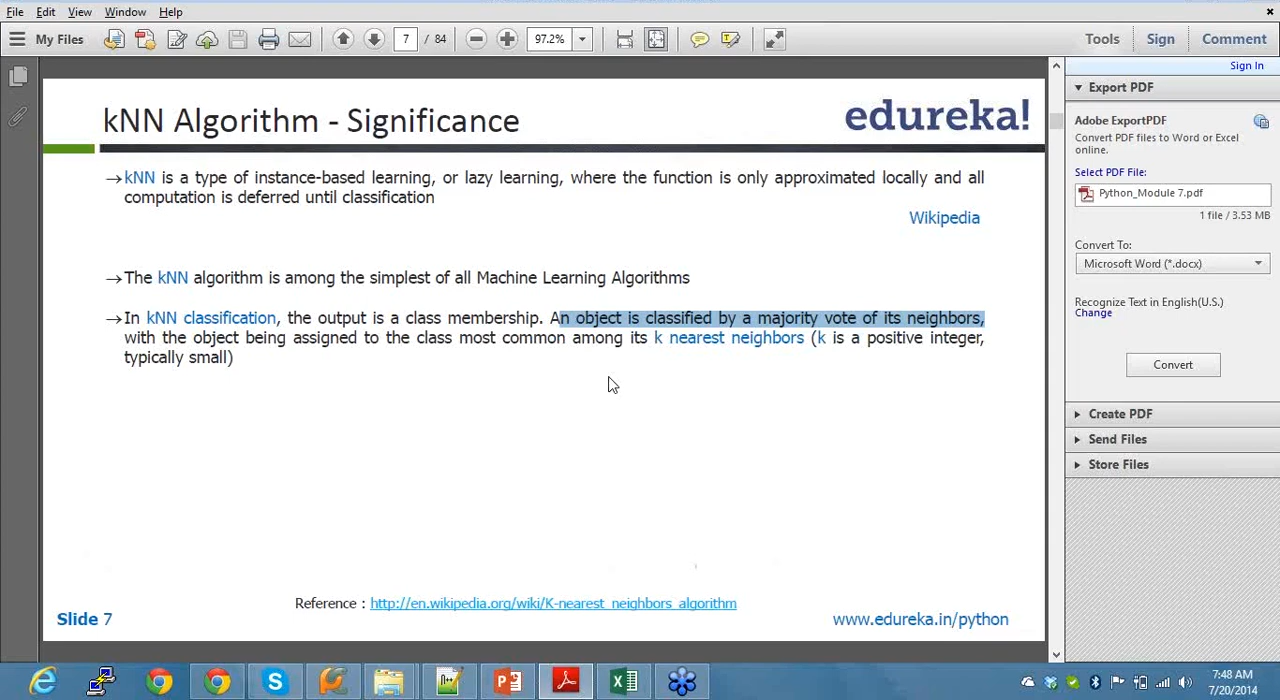 File Edit View Window Help ×
My Files 7 / 84 97.2% Tools Sign Comment
Sign In
kNN Algorithm - Significance
edureka!
→kNN is a type of instance-based learning, or lazy learning, where the function is only approximated locally and all
computation is deferred until classification
Wikipedia
→The kNN algorithm is among the simplest of all Machine Learning Algorithms
→In kNN classification, the output is a class membership. An object is classified by a majority vote of its neighbors,
with the object being assigned to the class most common among its k nearest neighbors (k is a positive integer,
typically small)
Reference : http://en.wikipedia.org/wiki/K-nearest_neighbors_algorithm
Slide 7
www.edureka.in/python
Export PDF
Adobe ExportPDF
Convert PDF files to Word or Excel
online.
Select PDF File:
Python_Module 7.pdf
1 file / 3.53 MB
Convert To:
Microsoft Word (*.docx)
Recognize Text in English(U.S.)
Change
Convert
Create PDF
Send Files
Store Files
7:48 AM
7/20/2014